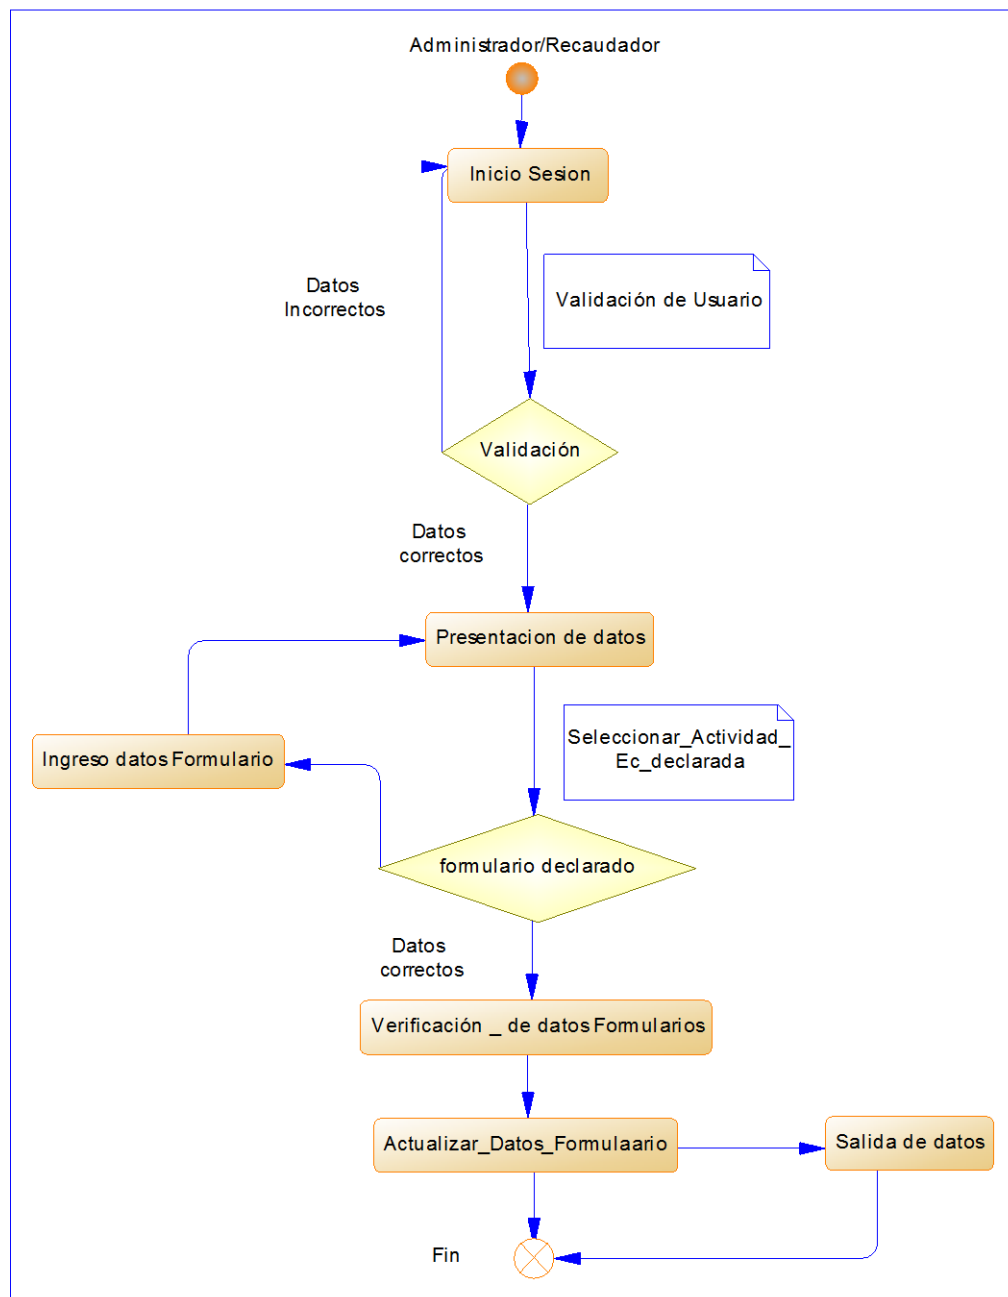 Administrador/Recaudador
Inicio Sesion
Datos
Incorrectos
Validación de Usuario
Validación
Datos
correctos
Presentacion de datos
Seleccionar_Actividad_
Ec_declarada
Ingreso datos Formulario
formulario declarado
Datos
correctos
Verificación _ de datos Formularios
Actualizar_Datos_Formulaario
Salida de datos
Fin